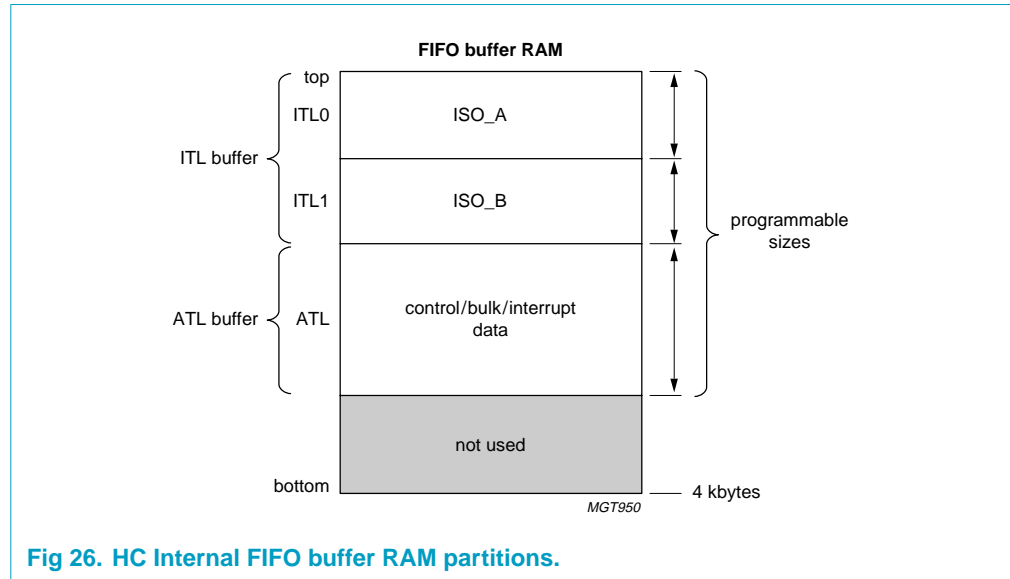 FIFO buffer RAM
top
ITL0
ISO_A
ITL buffer
ITL1
ISO_B
programmable
sizes
ATL buffer
ATL
control/bulk/interrupt
data
not used
bottom
4 kbytes
MGT950
Fig 26. HC Internal FIFO buffer RAM partitions.